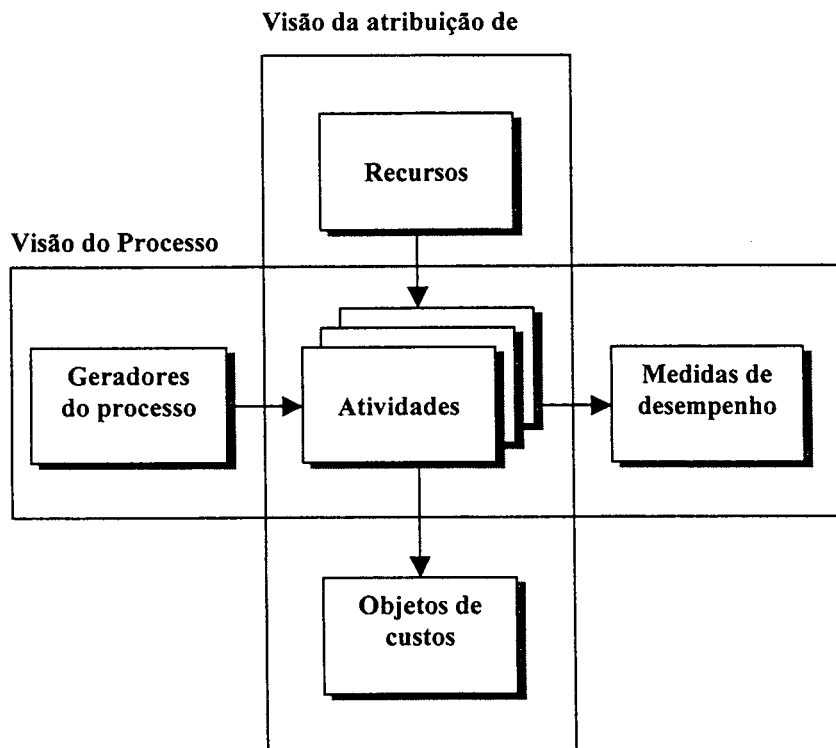 Visão da atribuição de
Recursos
Visão do Processo
Geradores
do processo
Atividades
Medidas de
desempenho
Objetos de
custos